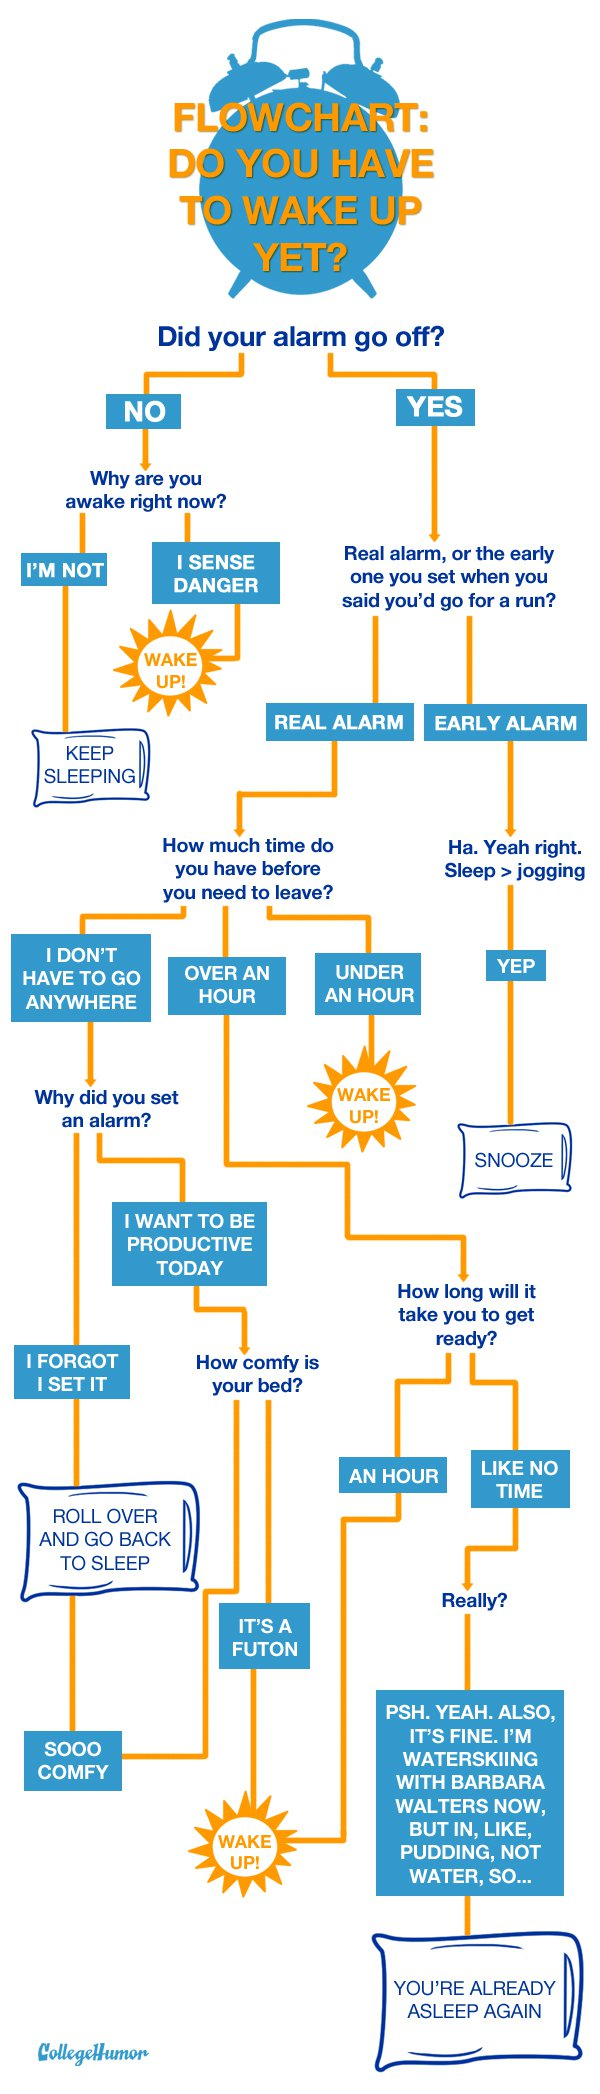 FLOWCHART:
DO YOU HAVE
TO WAKE UP
YET?
Did your alarm go off?
NO
YES
Why are you
awake right now?
I'M NOT
I SENSE
DANGER
WAKE
UP!
KEEP
SLEEPING
Real alarm, or the early
one you set when you
said you'd go for a run?
REAL ALARM
EARLY ALARM
How much time do
you have before
you need to leave?
Ha. Yeah right.
Sleep > jogging
I DON'T
HAVE TO GO
ANYWHERE
OVER AN
HOUR
UNDER
AN HOUR
YEP
WAKE
UP!
SNOOZE
Why did you set
an alarm?
I WANT TO BE
PRODUCTIVE
TODAY
How long will it
take you to get
ready?
I FORGOT
I SET IT
How comfy is
your bed?
AN HOUR
LIKE NO
TIME
ROLL OVER
AND GO BACK
TO SLEEP
Really?
IT'S A
FUTON
SOOO
COMFY
PSH. YEAH. ALSO,
IT'S FINE. I'M
WATERSKIING
WITH BARBARA
WALTERS NOW,
BUT IN, LIKE,
PUDDING, NOT
WATER, SO...
WAKE
UP!
YOU'RE ALREADY
ASLEEP AGAIN
CollegeHumor